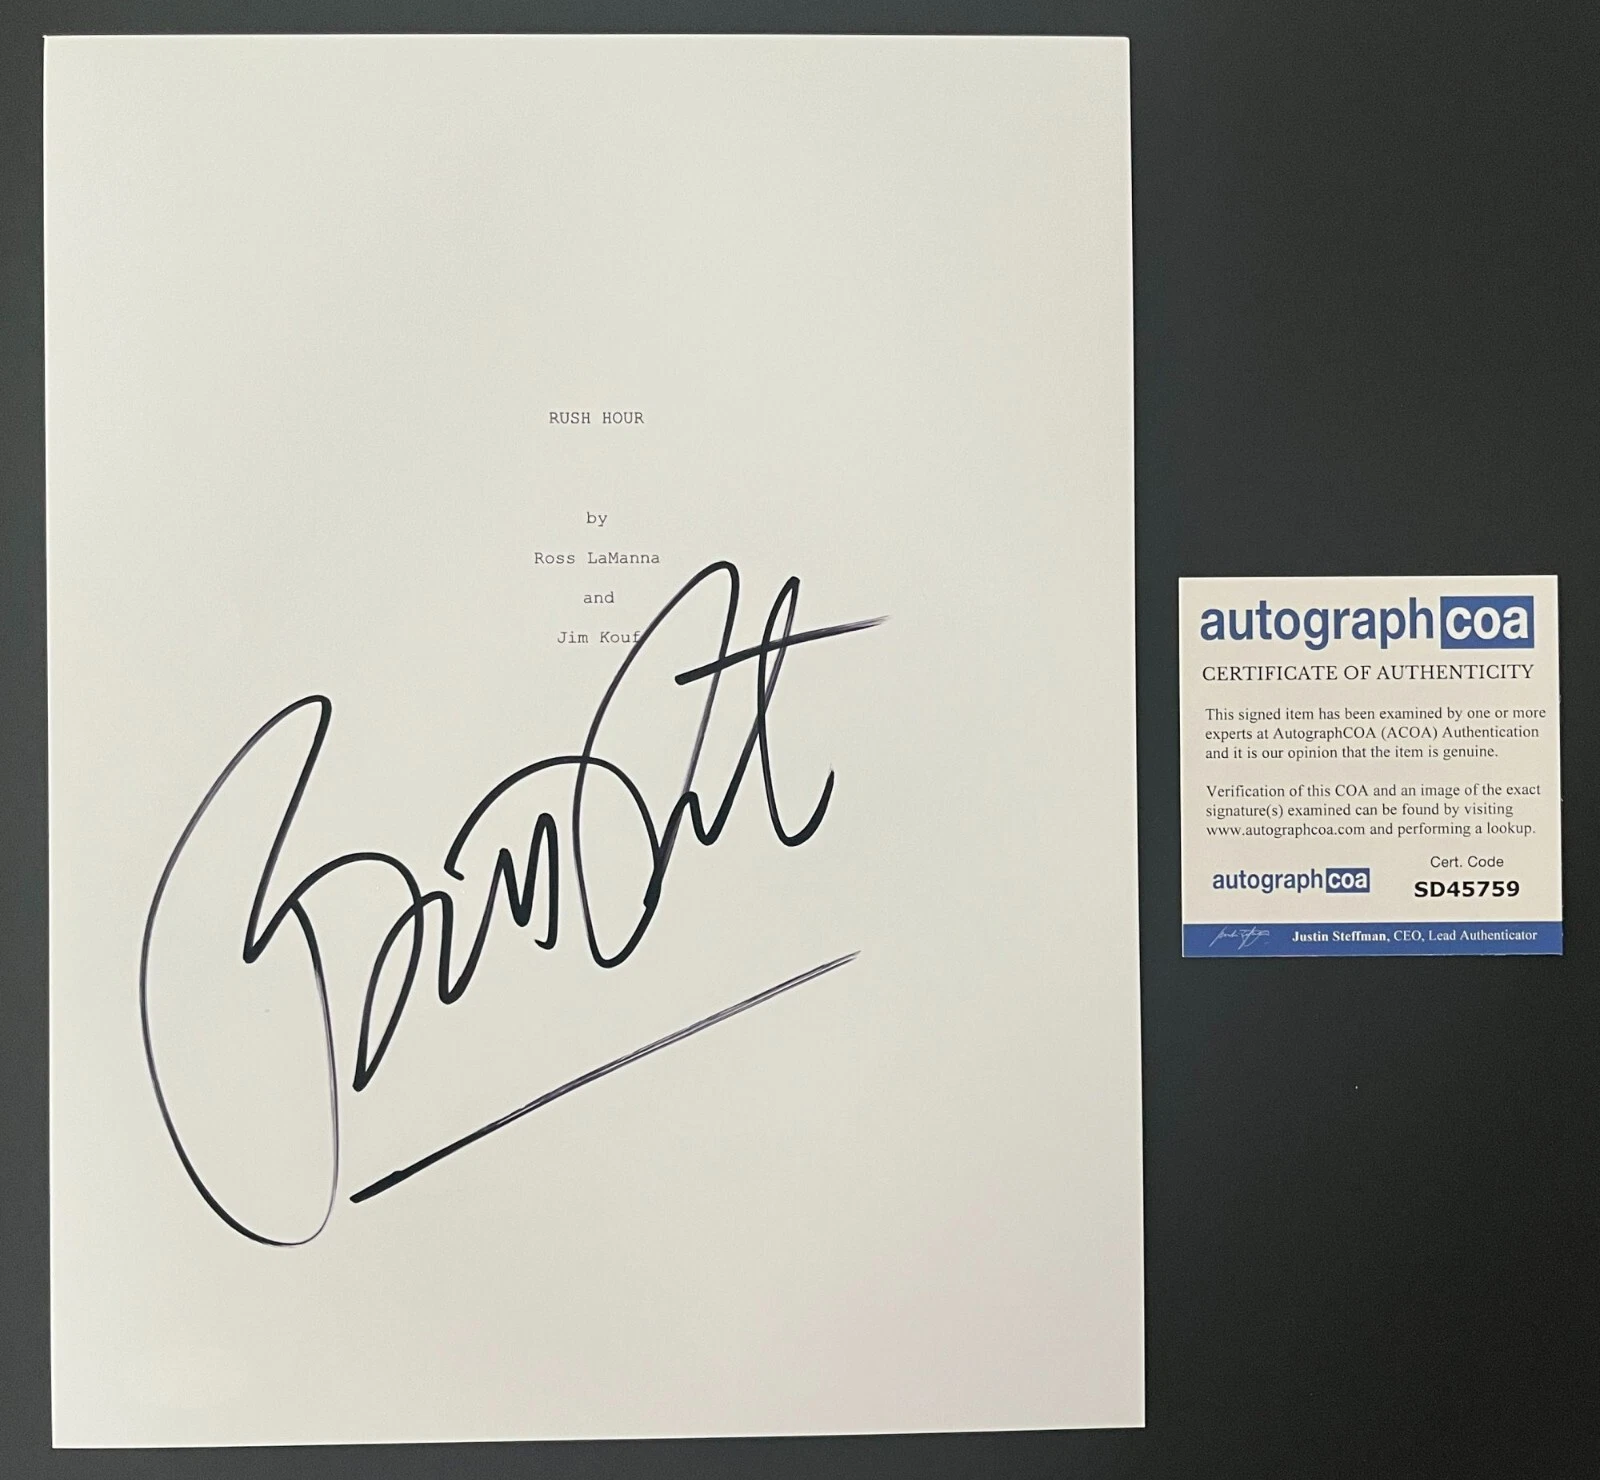 RUSH HOUR
by
Ross LaManna
and
Jim Kouf
autographcoa
CERTIFICATE OF AUTHENTICITY
This signed item has been examined by one or more
experts at AutographCOA (ACOA) Authentication
and it is our opinion that the item is genuine.
Verification of this COA and an image of the exact
signature(s) examined can be found by visiting
www.autographcoa.com and performing a lookup.
autographcoa
Cert. Code
SD45759
Justin Steffman, CEO, Lead Authenticator